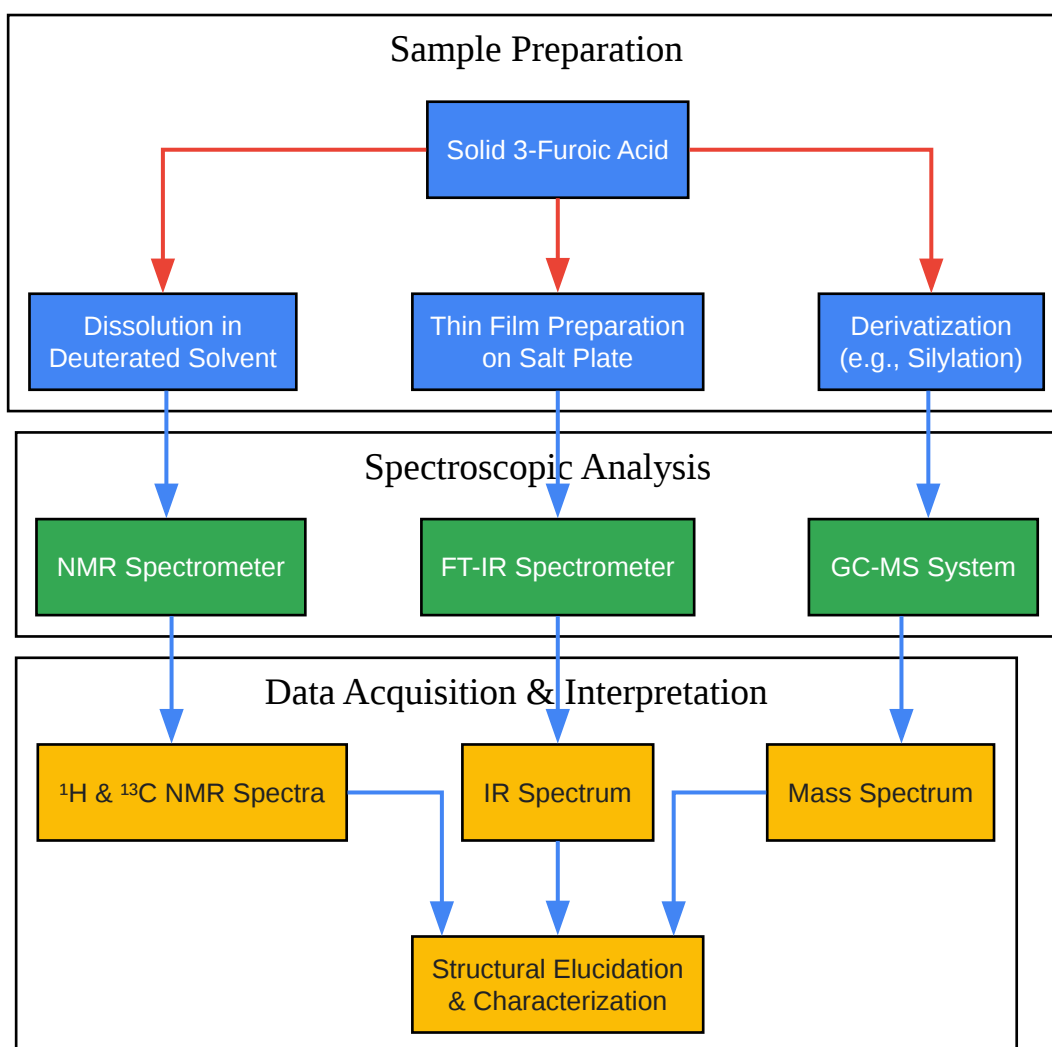 Sample Preparation
Solid 3-Furoic Acid
Dissolution in
Deuterated Solvent
Thin Film Preparation
on Salt Plate
Derivatization
(e.g., Silylation)
Spectroscopic Analysis
NMR Spectrometer
FT-IR Spectrometer
GC-MS System
Data Acquisition & Interpretation
¹H & ¹³C NMR Spectra
IR Spectrum
Mass Spectrum
Structural Elucidation
& Characterization